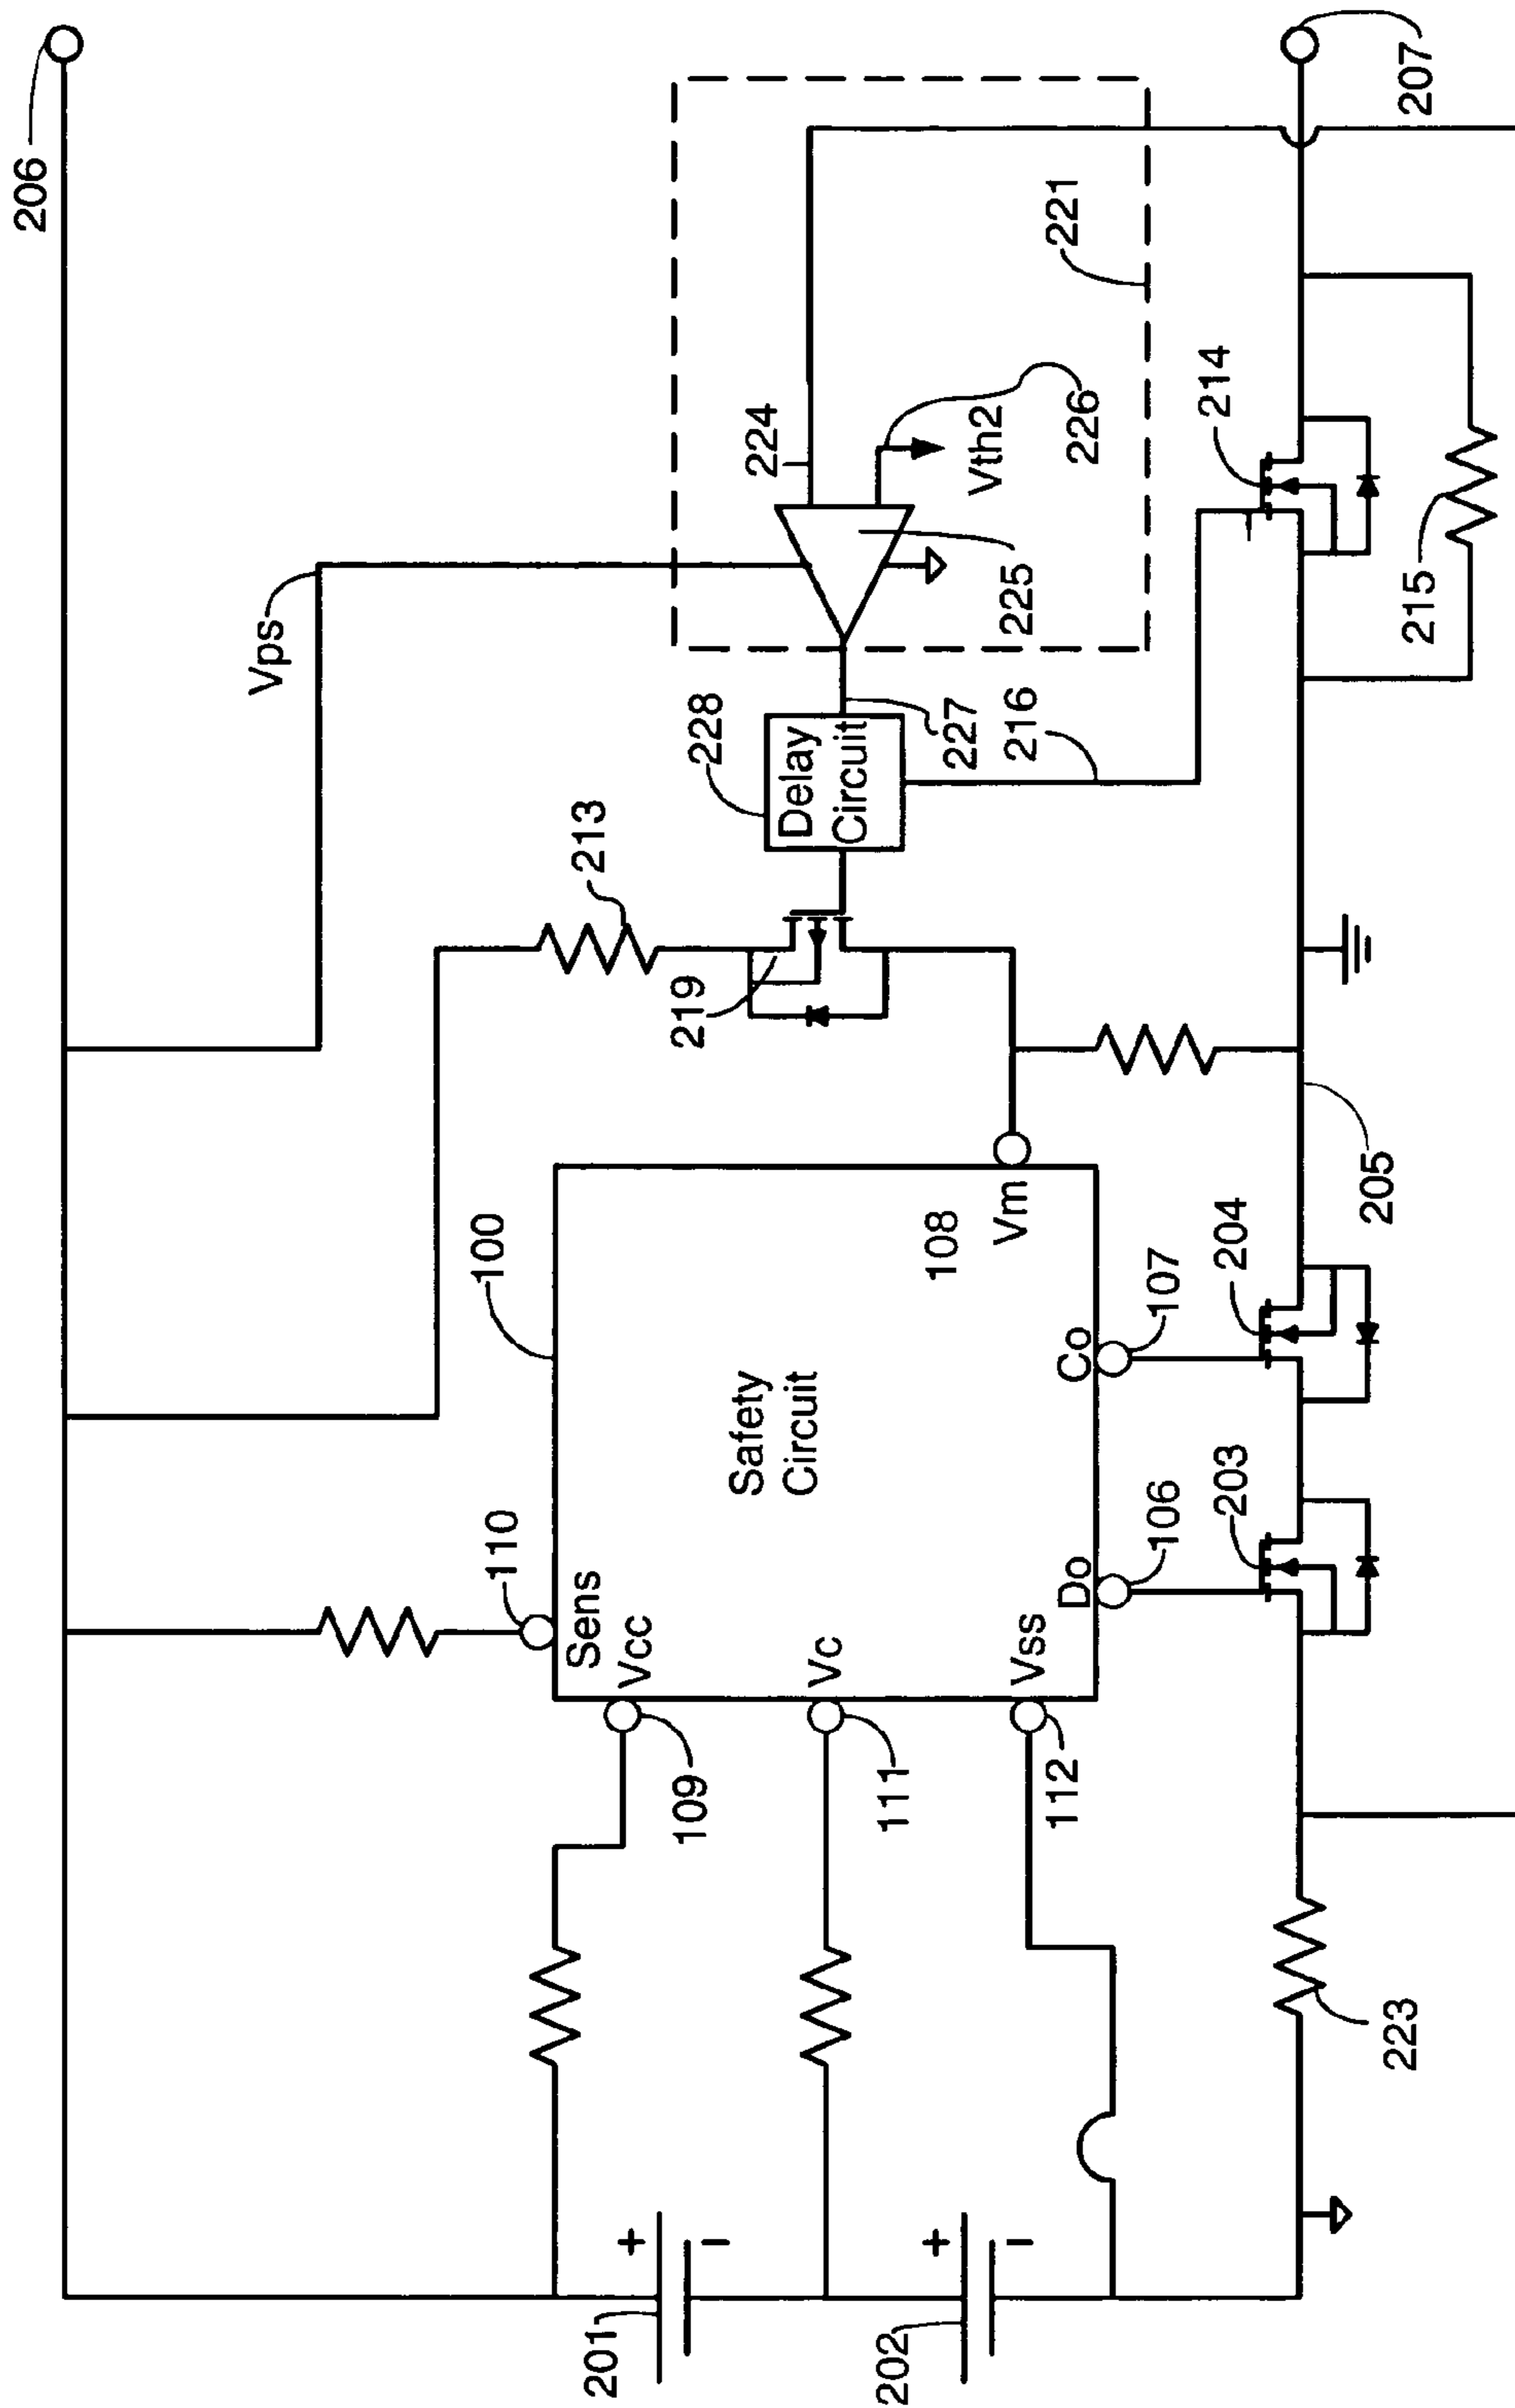 206
Vps
221
224
Vth2
226
225
227
228
Delay
Circuit
216
214
215
207
213
219
100
Safety
Circuit
108
Vm
110
Sens
Vcc
Vc
Vss
Do
Co
107
106
204
203
205
109
111
112
201
+
−
202
+
−
223